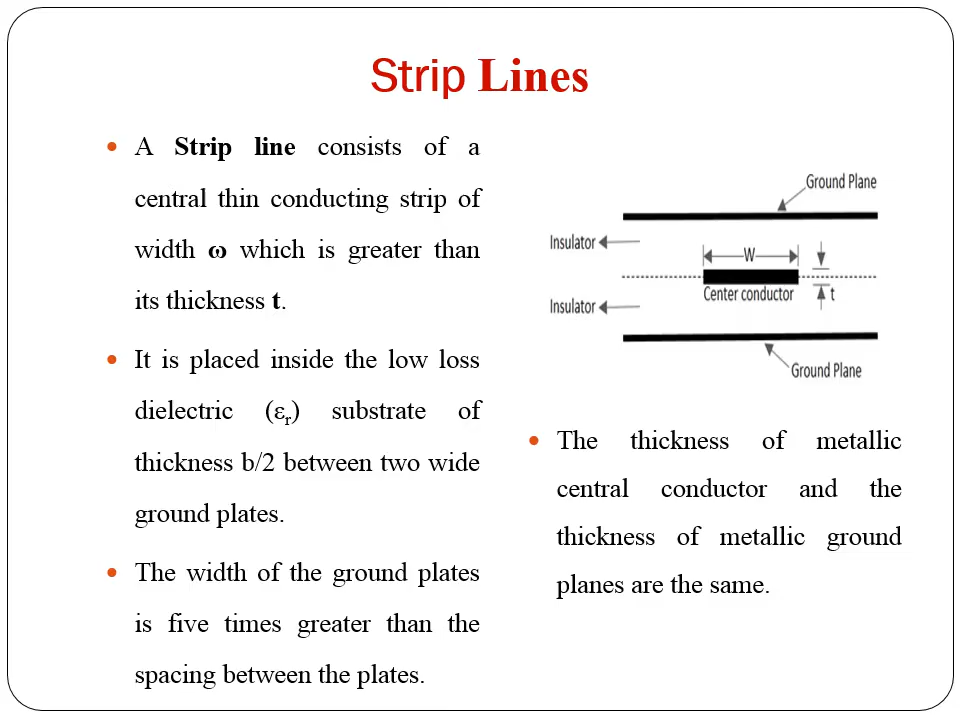 Strip Lines
• A Strip line consists of a
central thin conducting strip of
width ω which is greater than
its thickness t.
• It is placed inside the low loss
dielectric (εr) substrate of
thickness b/2 between two wide
ground plates.
• The width of the ground plates
is five times greater than the
spacing between the plates.
Ground Plane
Insulator
W
Center conductor
t
Insulator
Ground Plane
• The thickness of metallic
central conductor and the
thickness of metallic ground
planes are the same.